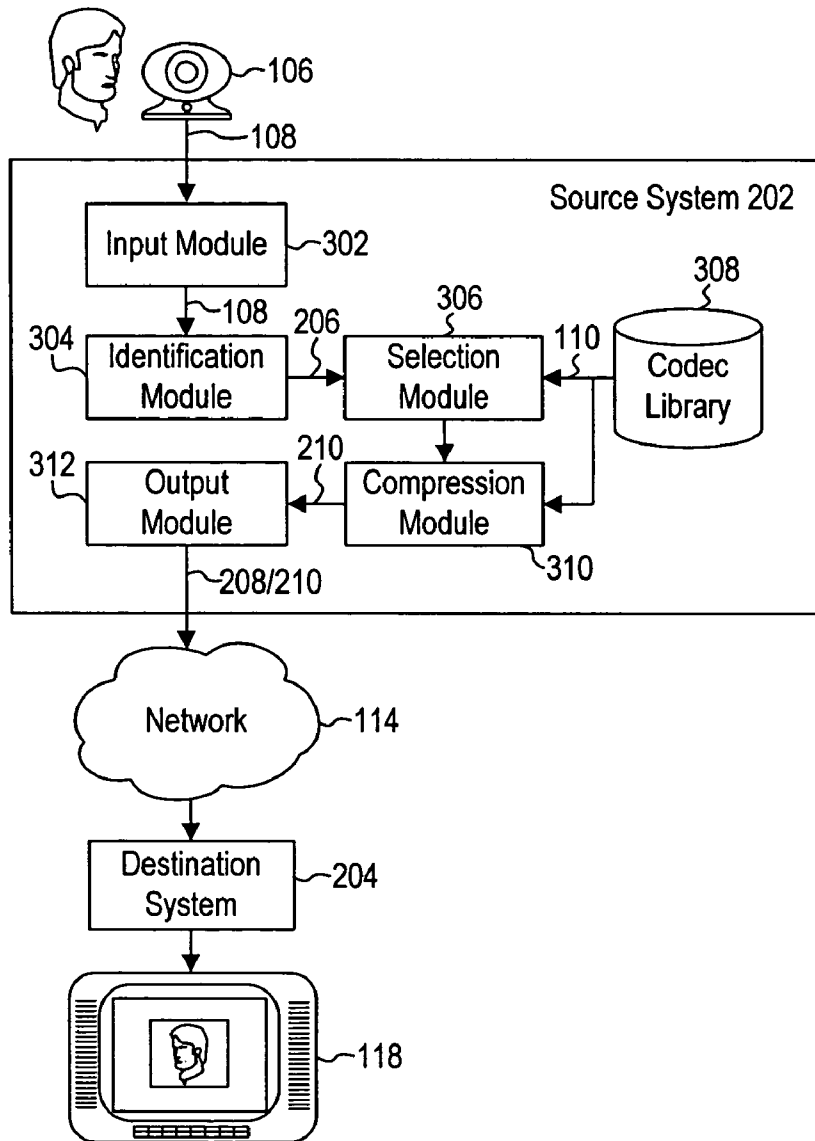 106
108
Source System 202
Input Module
302
108
308
306
304
Identification
Module
206
Selection
Module
110
Codec
Library
312
Output
Module
210
Compression
Module
310
208/210
Network
114
Destination
System
204
118